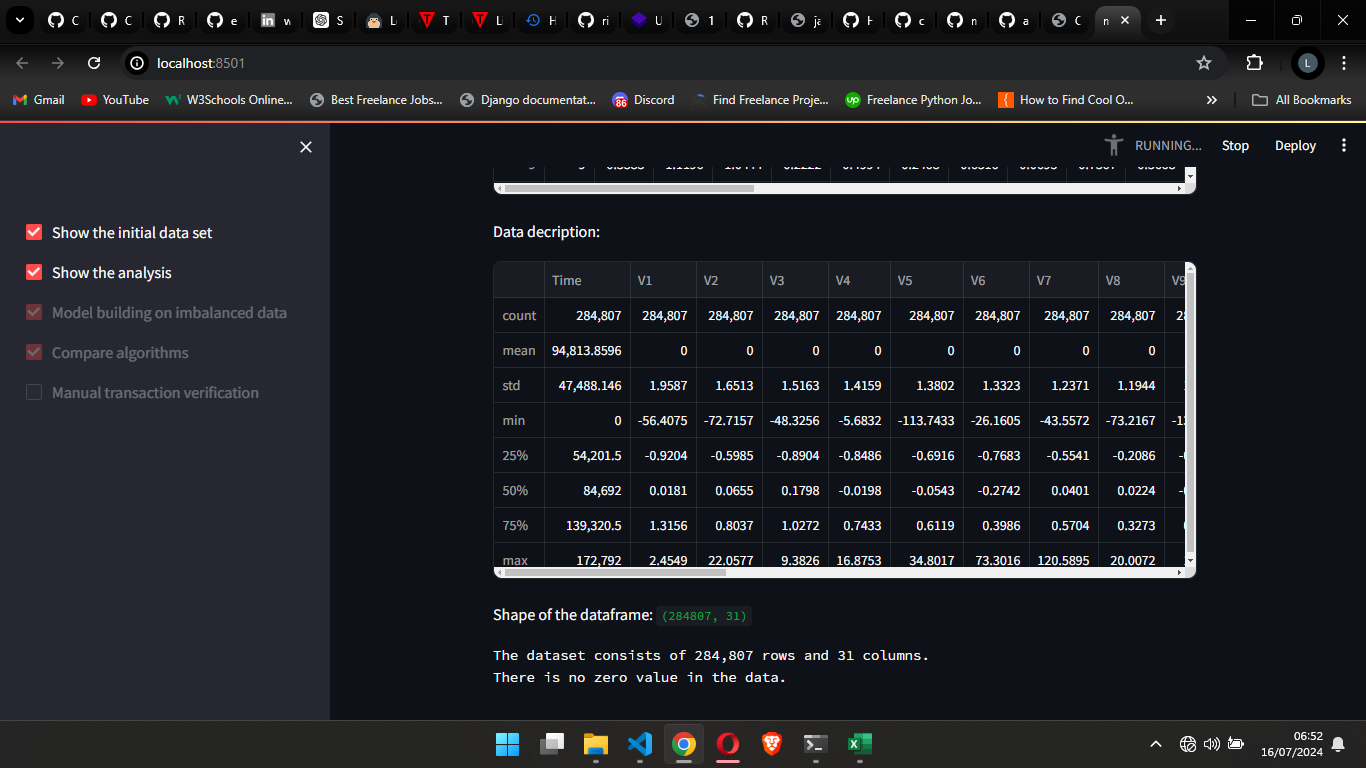 C C R e w S L T L H ri U 1 R ja H c n a C n
localhost:8501
Gmail YouTube W3Schools Online... Best Freelance Jobs... Django documentat... Discord Find Freelance Proje... Freelance Python Jo... How to Find Cool O... » All Bookmarks
RUNNING... Stop Deploy
Show the initial data set
Show the analysis
Model building on imbalanced data
Compare algorithms
Manual transaction verification
Data decription:
Time V1 V2 V3 V4 V5 V6 V7 V8 V9
count 284,807 284,807 284,807 284,807 284,807 284,807 284,807 284,807 284,807
mean 94,813.8596 0 0 0 0 0 0 0 0
std 47,488.146 1.9587 1.6513 1.5163 1.4159 1.3802 1.3323 1.2371 1.1944
min 0 -56.4075 -72.7157 -48.3256 -5.6832 -113.7433 -26.1605 -43.5572 -73.2167
25% 54,201.5 -0.9204 -0.5985 -0.8904 -0.8486 -0.6916 -0.7683 -0.5541 -0.2086
50% 84,692 0.0181 0.0655 0.1798 -0.0198 -0.0543 -0.2742 0.0401 0.0224
75% 139,320.5 1.3156 0.8037 1.0272 0.7433 0.6119 0.3986 0.5704 0.3273
max 172,792 2.4549 22.0577 9.3826 16.8753 34.8017 73.3016 120.5895 20.0072
Shape of the dataframe: (284807, 31)
The dataset consists of 284,807 rows and 31 columns.
There is no zero value in the data.
06:52
16/07/2024